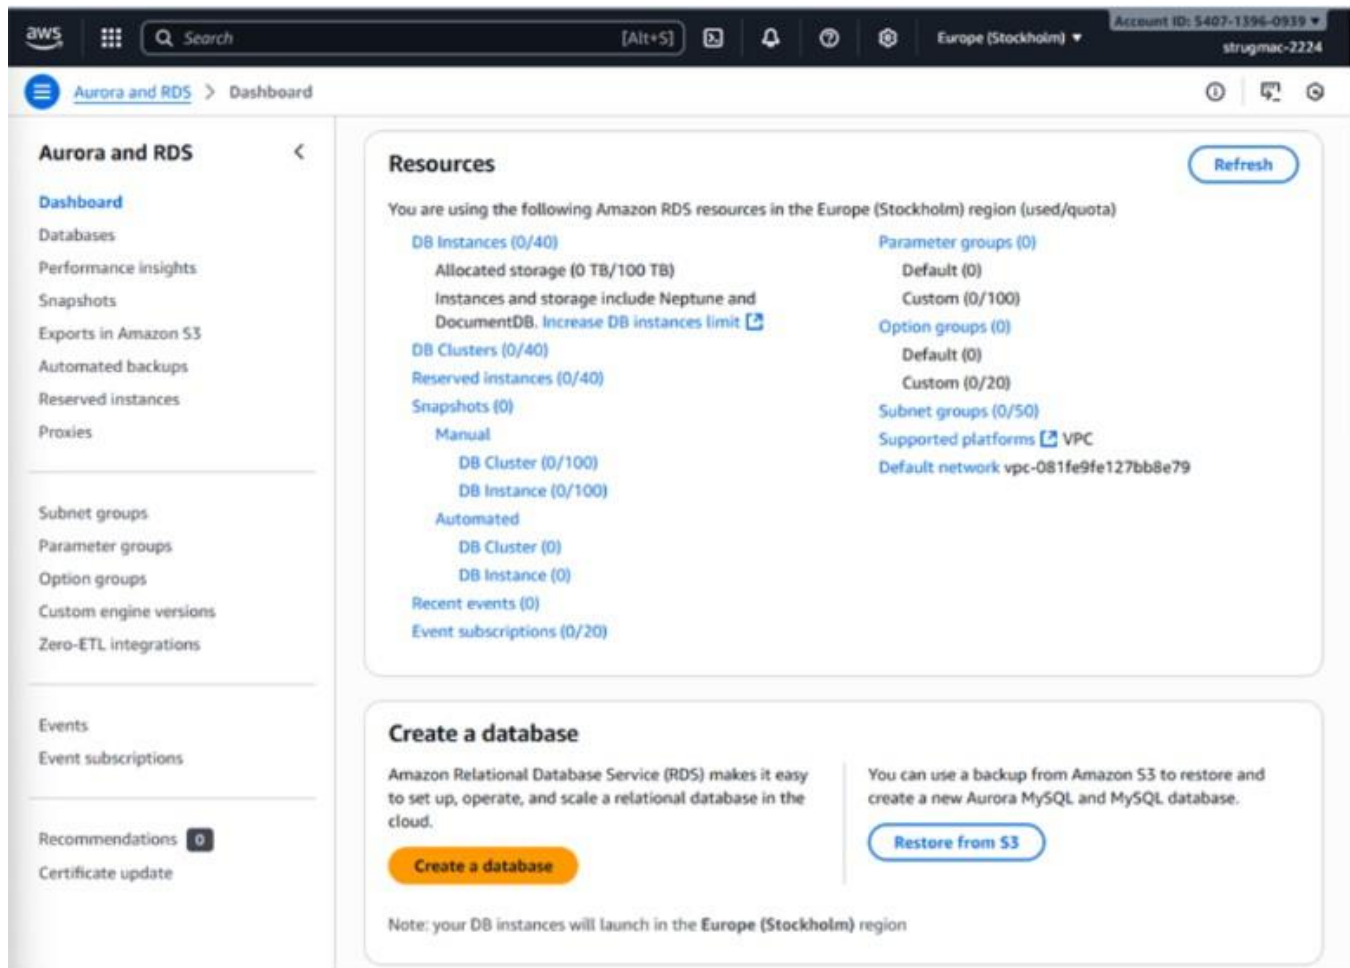 aws
Search
[Alt+S]
Europe (Stockholm) ▼
Account ID: 5407-1396-0939 ▼
strugmac-2224
Aurora and RDS > Dashboard
Aurora and RDS
Dashboard
Databases
Performance insights
Snapshots
Exports in Amazon S3
Automated backups
Reserved instances
Proxies
Subnet groups
Parameter groups
Option groups
Custom engine versions
Zero-ETL integrations
Events
Event subscriptions
Recommendations 0
Certificate update
Resources
Refresh
You are using the following Amazon RDS resources in the Europe (Stockholm) region (used/quota)
DB Instances (0/40)
Allocated storage (0 TB/100 TB)
Instances and storage include Neptune and
DocumentDB. Increase DB instances limit
DB Clusters (0/40)
Reserved instances (0/40)
Snapshots (0)
Manual
DB Cluster (0/100)
DB Instance (0/100)
Automated
DB Cluster (0)
DB Instance (0)
Recent events (0)
Event subscriptions (0/20)
Parameter groups (0)
Default (0)
Custom (0/100)
Option groups (0)
Default (0)
Custom (0/20)
Subnet groups (0/50)
Supported platforms VPC
Default network vpc-081fe9fe127bb8e79
Create a database
Amazon Relational Database Service (RDS) makes it easy
to set up, operate, and scale a relational database in the
cloud.
Create a database
You can use a backup from Amazon S3 to restore and
create a new Aurora MySQL and MySQL database.
Restore from S3
Note: your DB instances will launch in the Europe (Stockholm) region